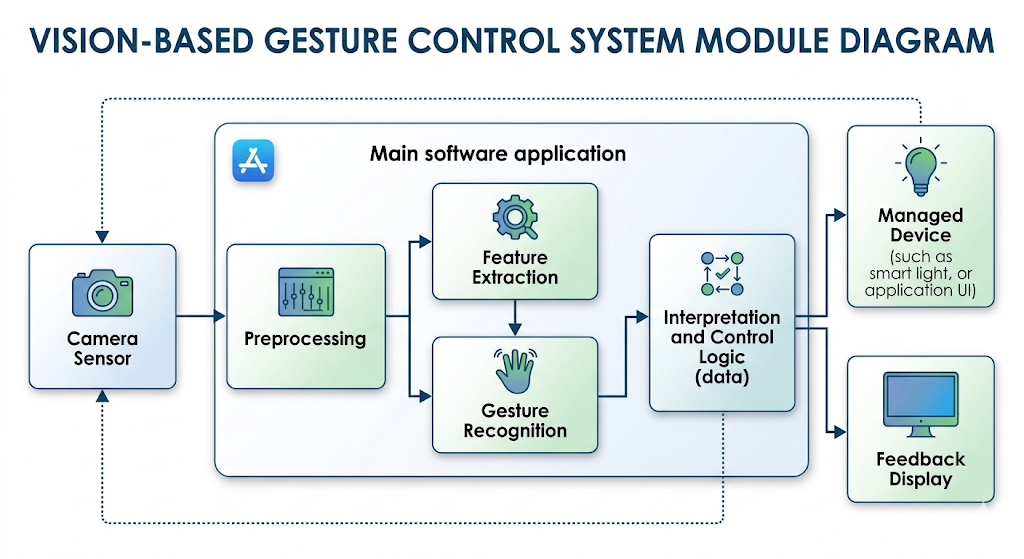 VISION-BASED GESTURE CONTROL SYSTEM MODULE DIAGRAM
Main software application
Camera
Sensor
Preprocessing
Feature
Extraction
Gesture
Recognition
Interpretation
and Control
Logic
(data)
Managed
Device
(such as
smart light, or
application UI)
Feedback
Display